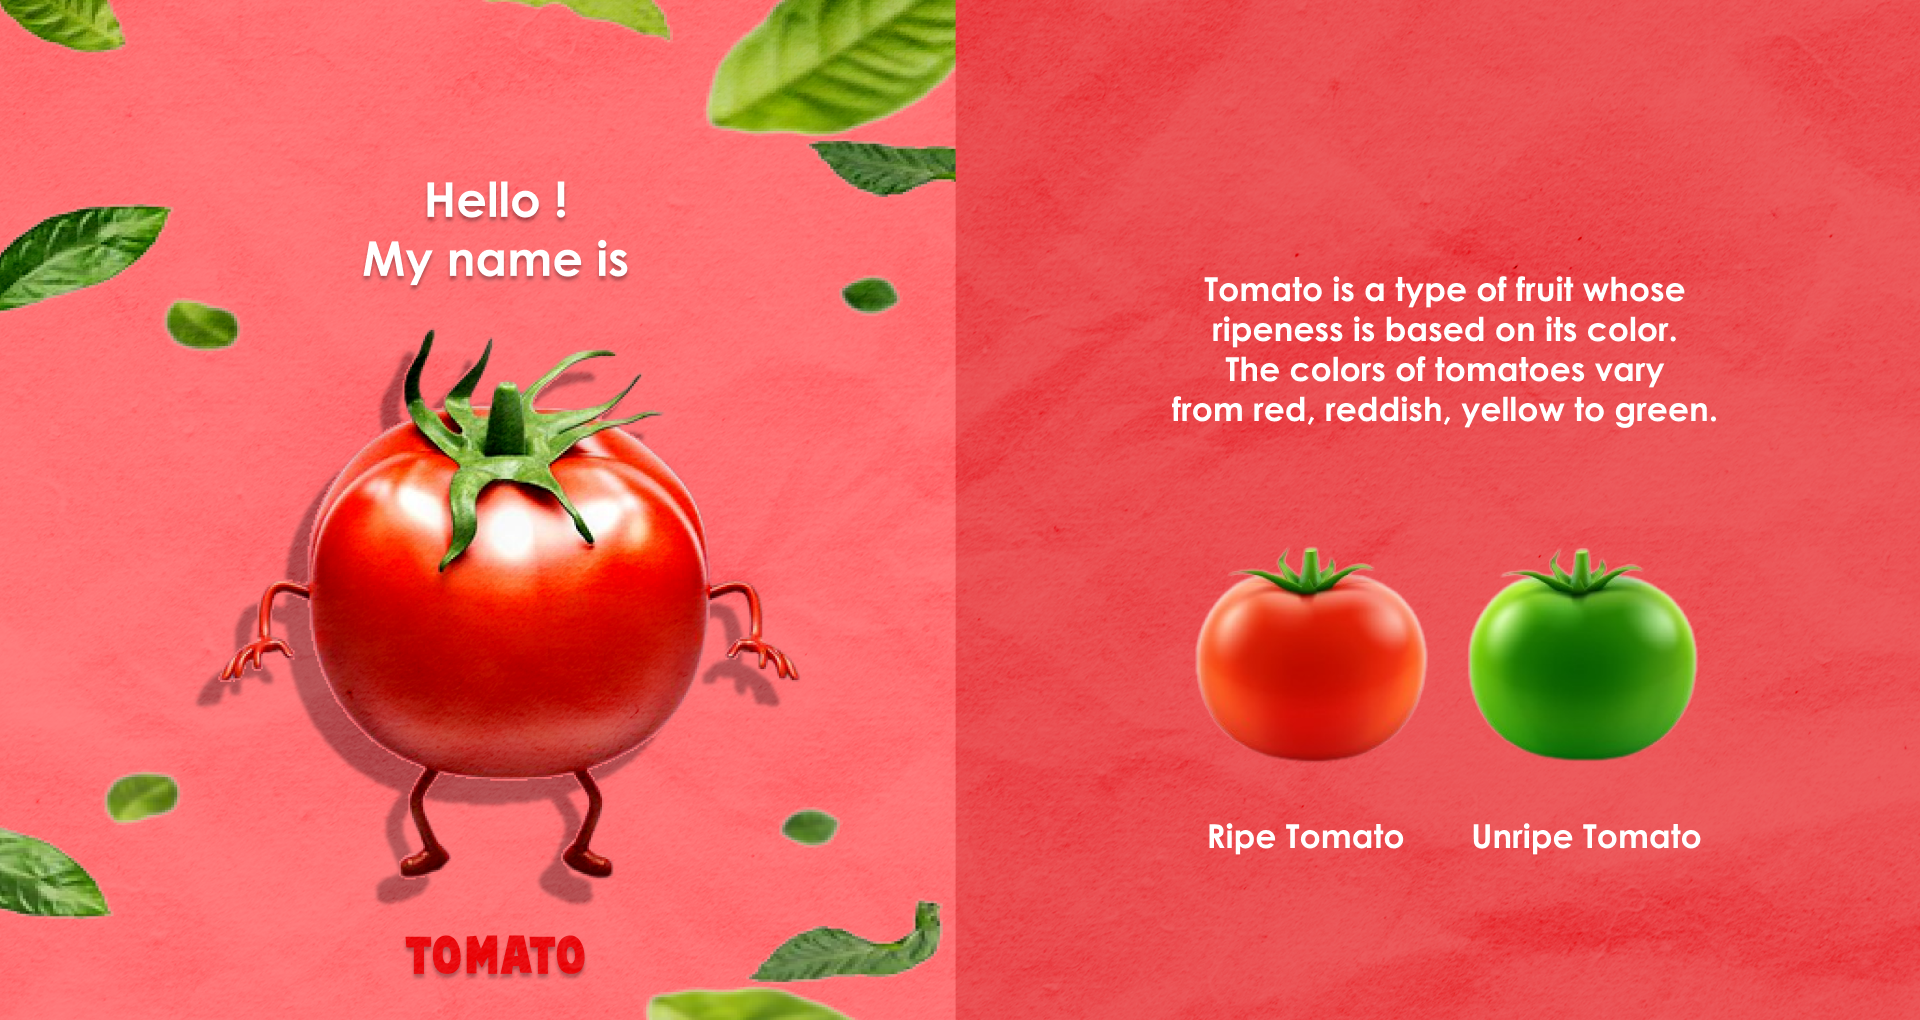 Hello !
My name is
TOMATO
Tomato is a type of fruit whose
ripeness is based on its color.
The colors of tomatoes vary
from red, reddish, yellow to green.
Ripe Tomato
Unripe Tomato